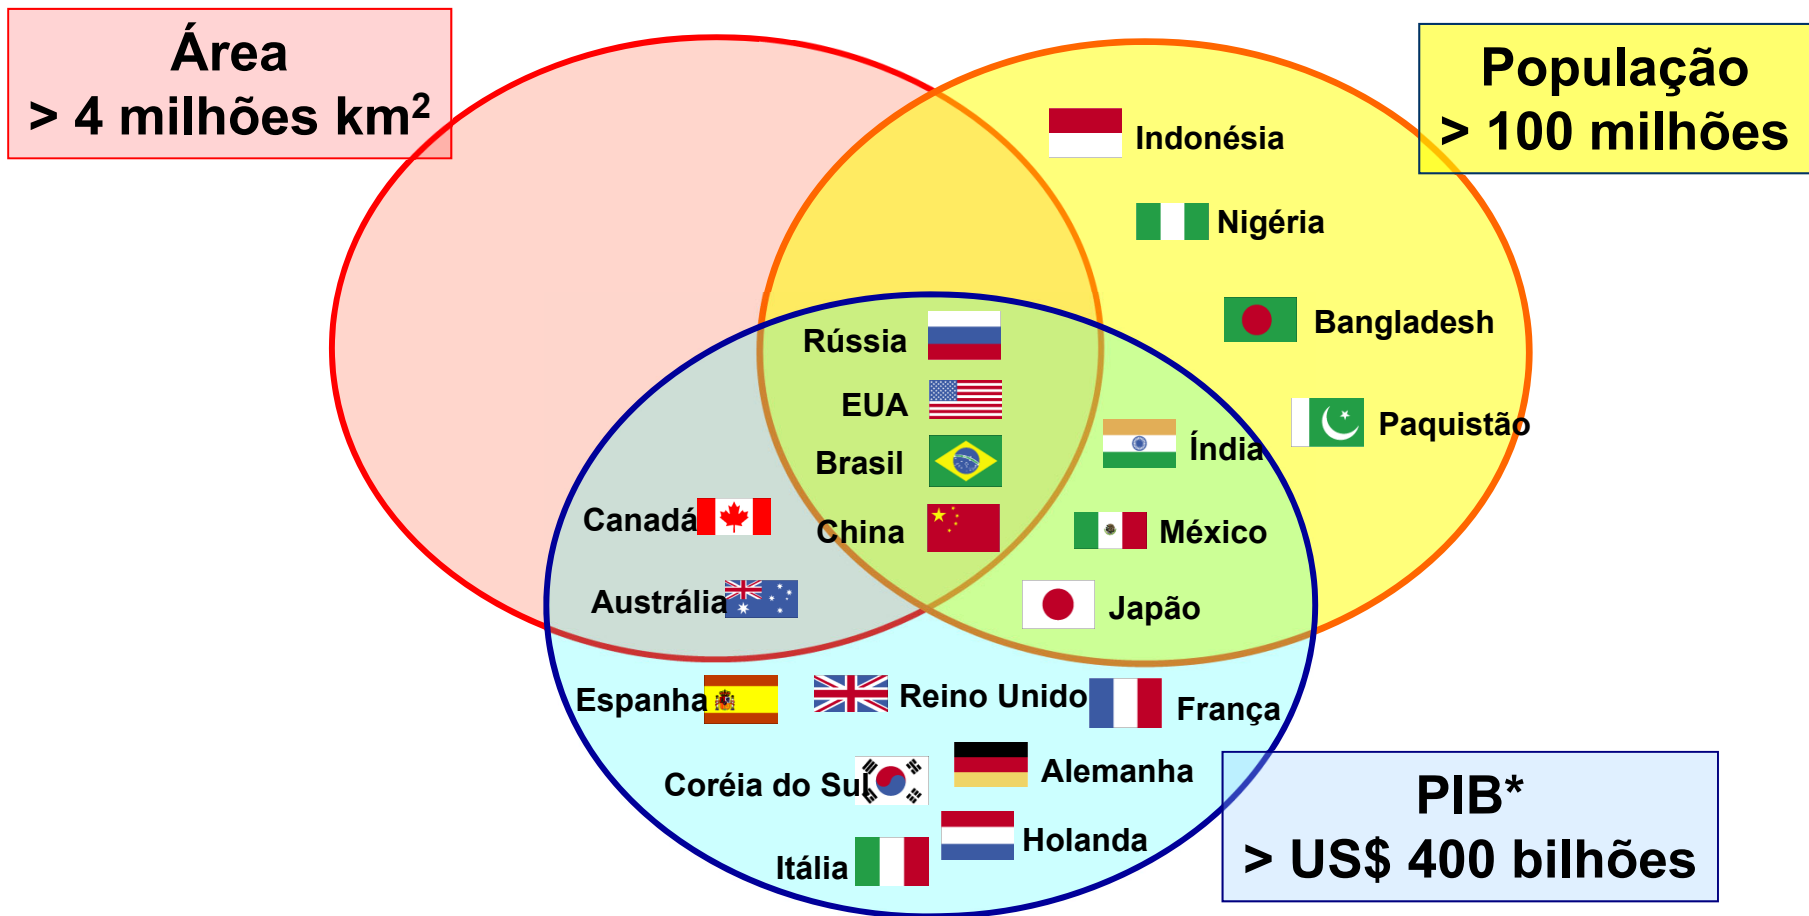 Área
> 4 milhões km²
População
> 100 milhões
Indonésia
Nigéria
Bangladesh
Paquistão
Rússia
EUA
Brasil
China
Índia
México
Japão
Canadá
Austrália
Espanha
Reino Unido
França
Coréia do Sul
Alemanha
Holanda
Itália
PIB*
> US$ 400 bilhões